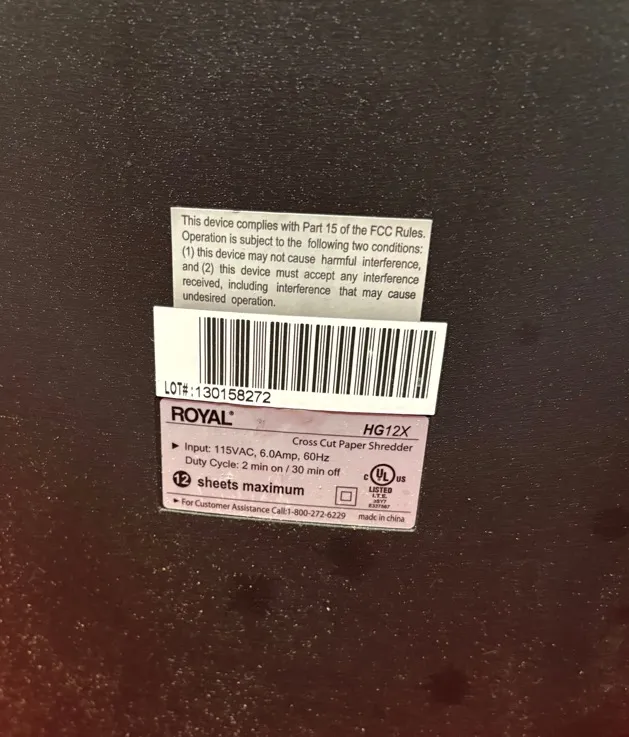 This device complies with Part 15 of the FCC Rules.
Operation is subject to the following two conditions:
(1) this device may not cause harmful interference,
and (2) this device must accept any interference
received, including interference that may cause
undesired operation.
LOT#:130158272
ROYAL®
HG12X
Cross Cut Paper Shredder
► Input: 115VAC, 6.0Amp, 60Hz
Duty Cycle: 2 min on / 30 min off
12 sheets maximum
C UL US
LISTED
I.T.E.
► For Customer Assistance Call:1-800-272-6229
made in china